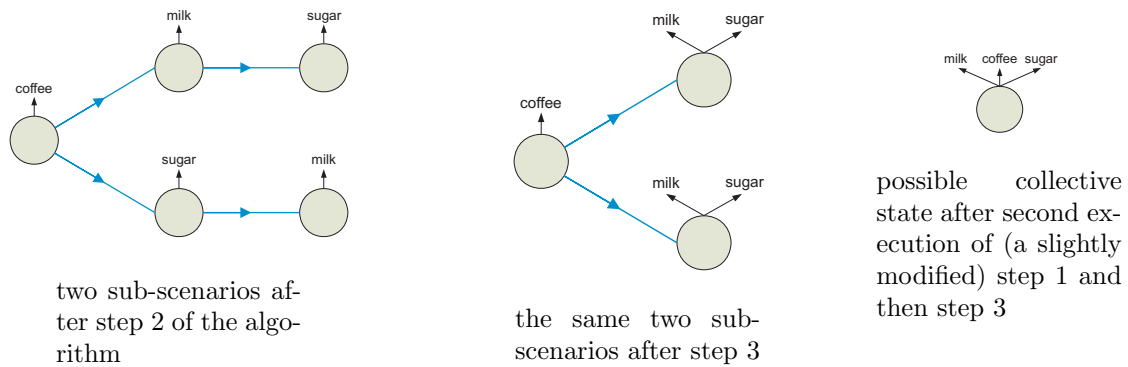 milk
sugar
coffee
sugar
milk
two sub-scenarios af-
ter step 2 of the algo-
rithm
milk
sugar
coffee
milk
sugar
the same two sub-
scenarios after step 3
milk
coffee
sugar
possible collective
state after second ex-
ecution of (a slightly
modified) step 1 and
then step 3